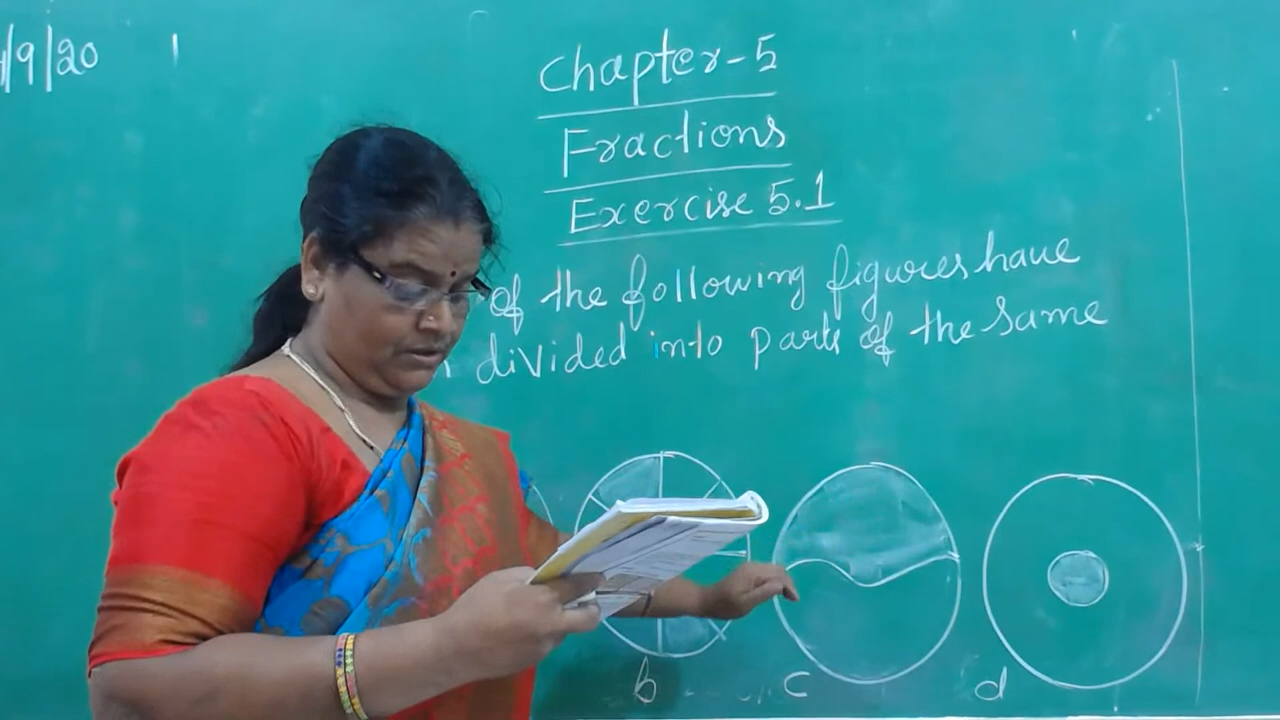 /9/20
Chapter-5
Fractions
Exercise 5.1
of the following figures have
divided into parts of the same
b c d